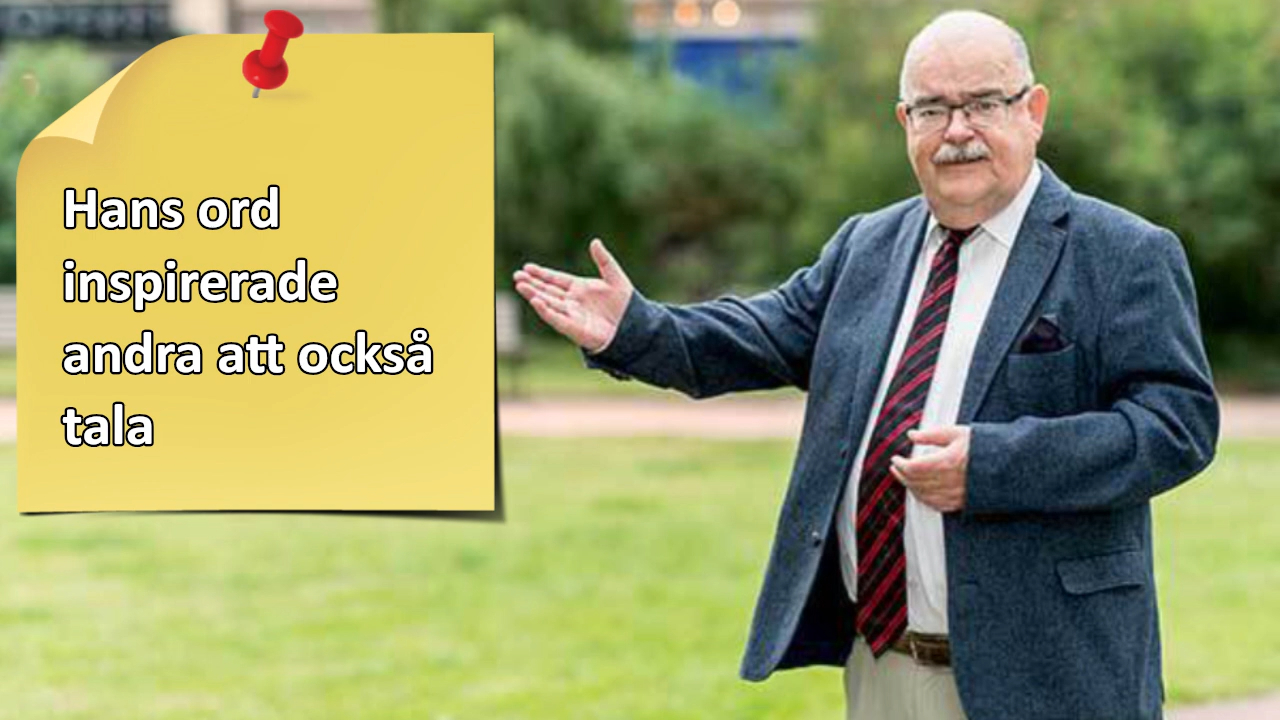 Hans ord
inspirerade
andra att också
tala